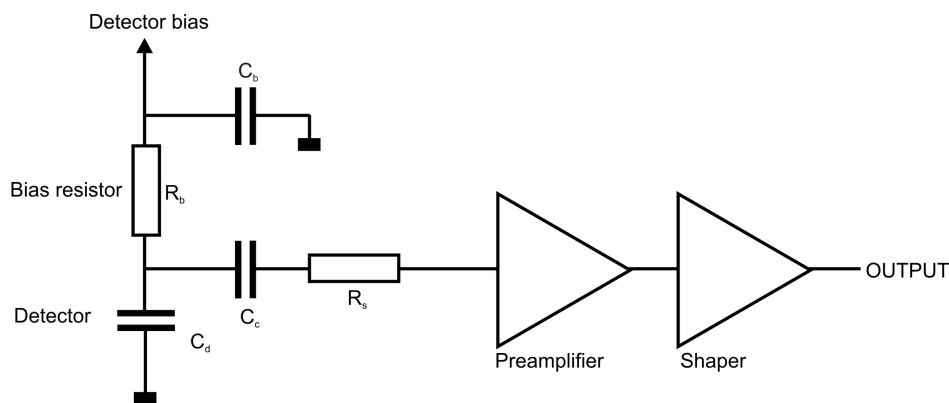 Detector bias
C_b
Bias resistor
R_b
C_c
R_s
OUTPUT
Detector
C_d
Preamplifier
Shaper